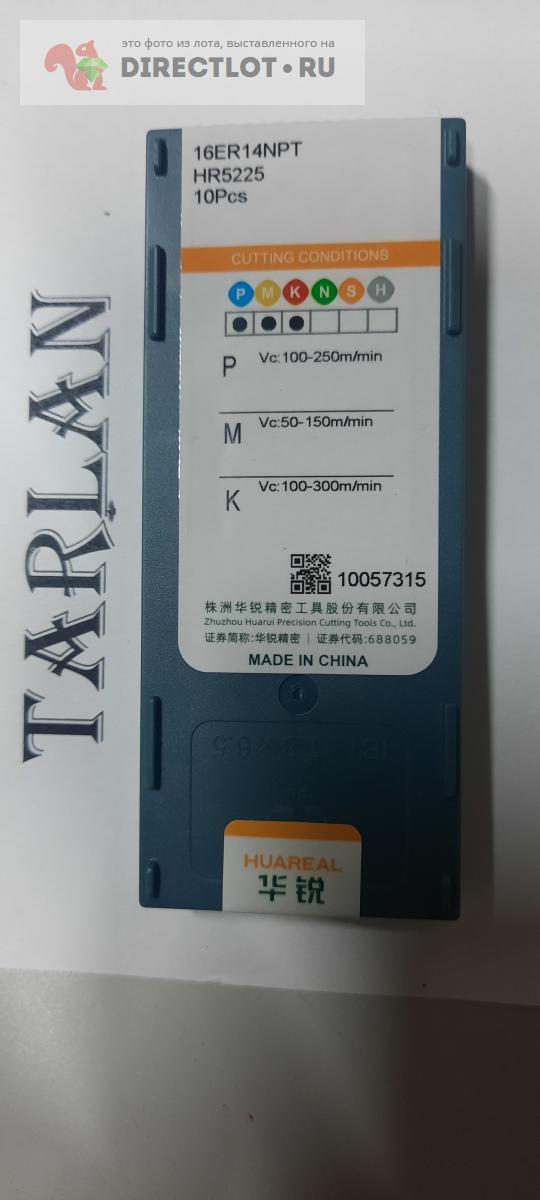 это фото из лота, выставленного на
DIRECTLOT•RU
16ER14NPT
HR5225
10Pcs
CUTTING CONDITIONS
P M K N S H
P Vc:100-250m/min
M Vc:50-150m/min
K Vc:100-300m/min
10057315
株洲华锐精密工具股份有限公司
Zhuzhou Huarui Precision Cutting Tools Co., Ltd.
证券简称:华锐精密 | 证券代码:688059
MADE IN CHINA
HUAREAL
华锐
TARLAN